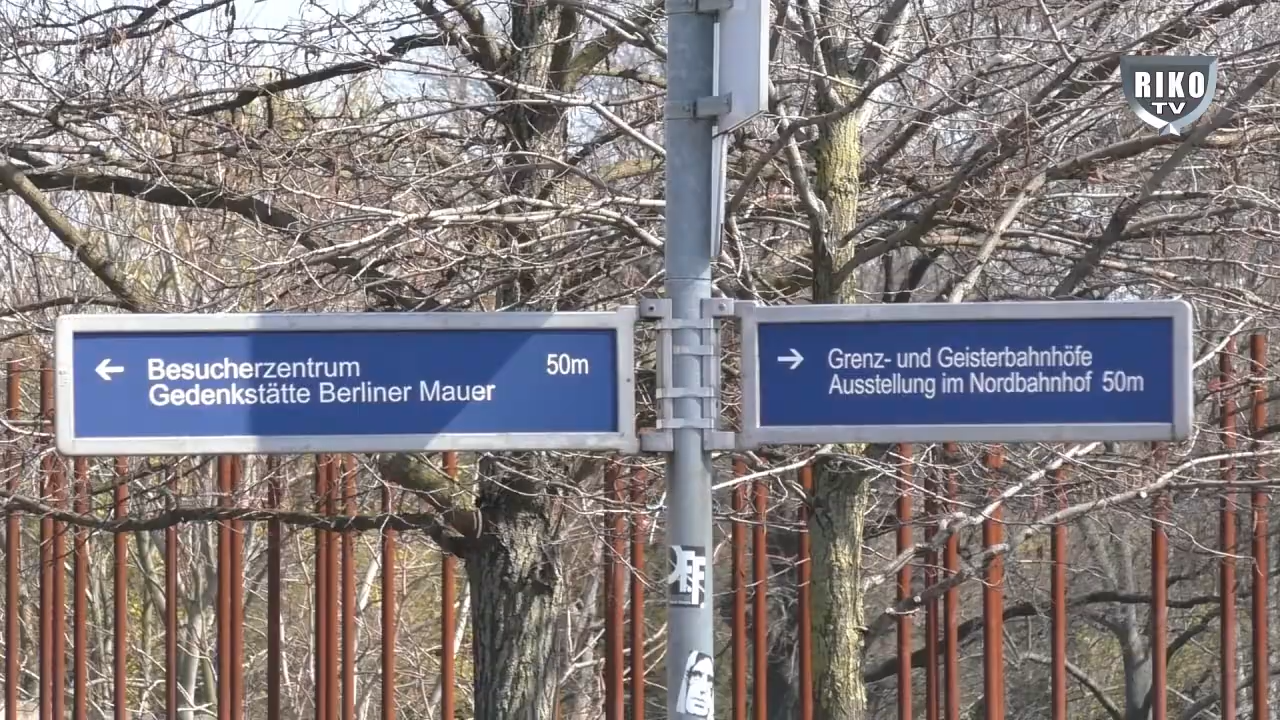 RIKO
TV
← Besucherzentrum 50m
Gedenkstätte Berliner Mauer
→ Grenz- und Geisterbahnhöfe
Ausstellung im Nordbahnhof 50m